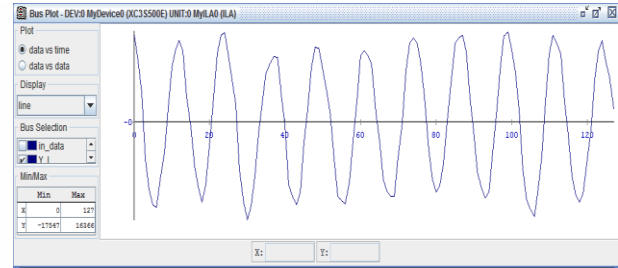 Bus Plot - DEV:0 MyDevice0 (XC3S500E) UNIT:0 MyILA0 (ILA)
Plot
data vs time
data vs data
Display
line
Bus Selection
in_data
Y_I
Min/Max
Min Max
X 0 127
Y -17547 16366
-0
0 20 40 60 80 100 120
X: Y: